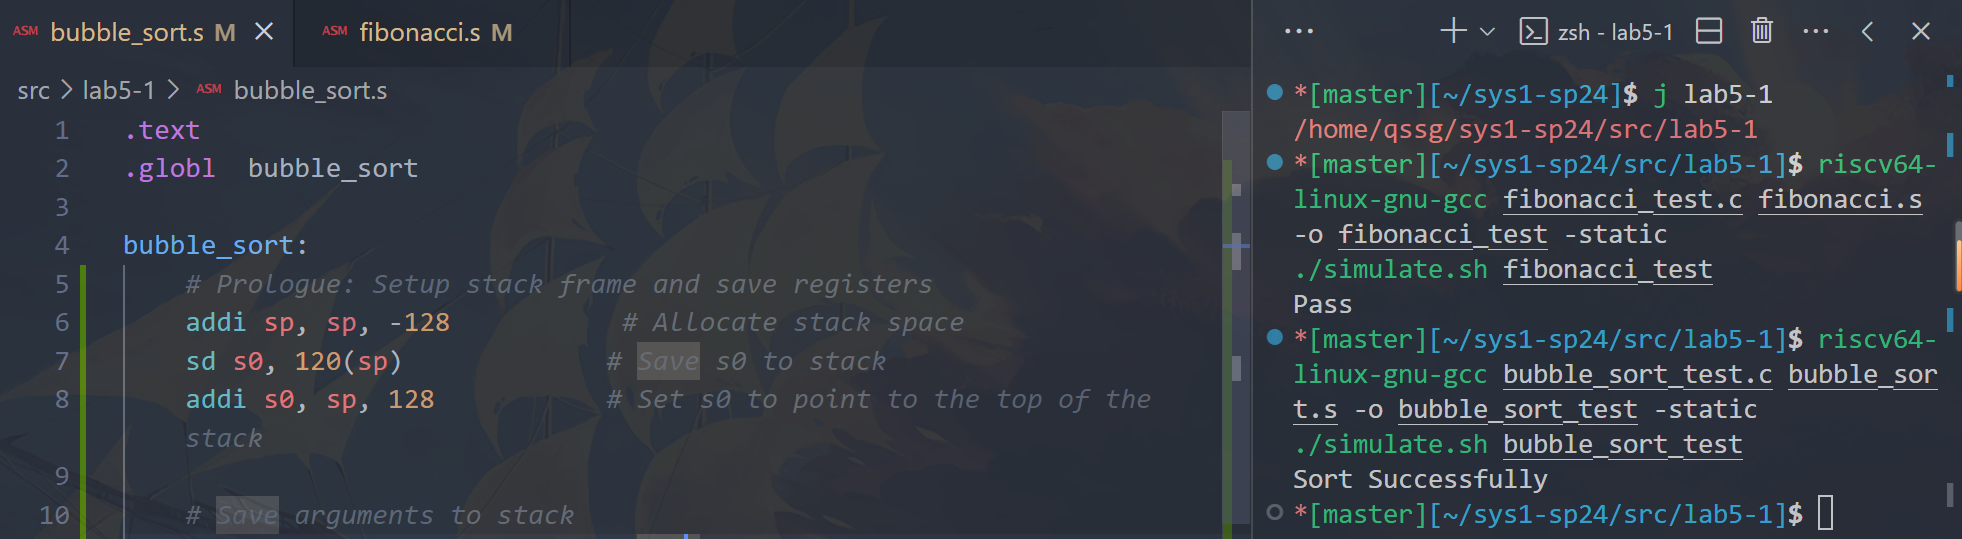 ASM bubble_sort.s M
ASM fibonacci.s M
src > lab5-1 > ASM bubble_sort.s
1 .text
2 .globl  bubble_sort
3
4 bubble_sort:
5 # Prologue: Setup stack frame and save registers
6 addi sp, sp, -128 # Allocate stack space
7 sd s0, 120(sp) # Save s0 to stack
8 addi s0, sp, 128 # Set s0 to point to the top of the
stack
9
10 # Save arguments to stack
zsh - lab5-1
*[master][~/sys1-sp24]$ j lab5-1
/home/qssg/sys1-sp24/src/lab5-1
*[master][~/sys1-sp24/src/lab5-1]$ riscv64-
linux-gnu-gcc fibonacci_test.c fibonacci.s
-o fibonacci_test -static
./simulate.sh fibonacci_test
Pass
*[master][~/sys1-sp24/src/lab5-1]$ riscv64-
linux-gnu-gcc bubble_sort_test.c bubble_sor
t.s -o bubble_sort_test -static
./simulate.sh bubble_sort_test
Sort Successfully
*[master][~/sys1-sp24/src/lab5-1]$